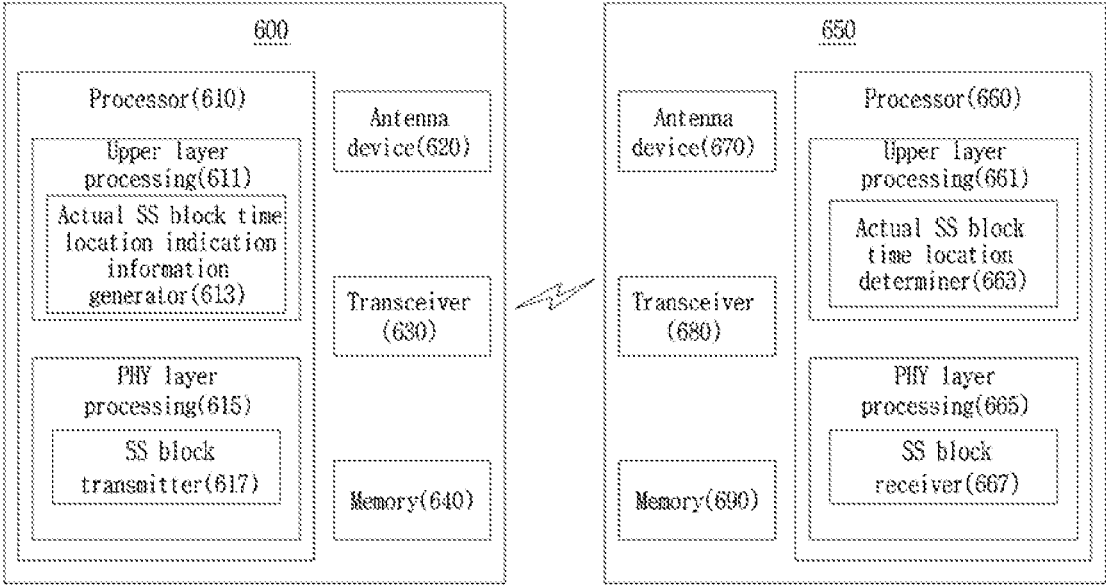 600
Processor(610)
Upper layer
processing(611)
Actual SS block time
location indication
information
generator(613)
PHY layer
processing(615)
SS block
transmitter(617)
Antenna
device(620)
Transceiver
(630)
Memory(640)
650
Antenna
device(670)
Transceiver
(680)
Memory(690)
Processor(660)
Upper layer
processing(661)
Actual SS block
time location
determiner(663)
PHY layer
processing(665)
SS block
receiver(667)